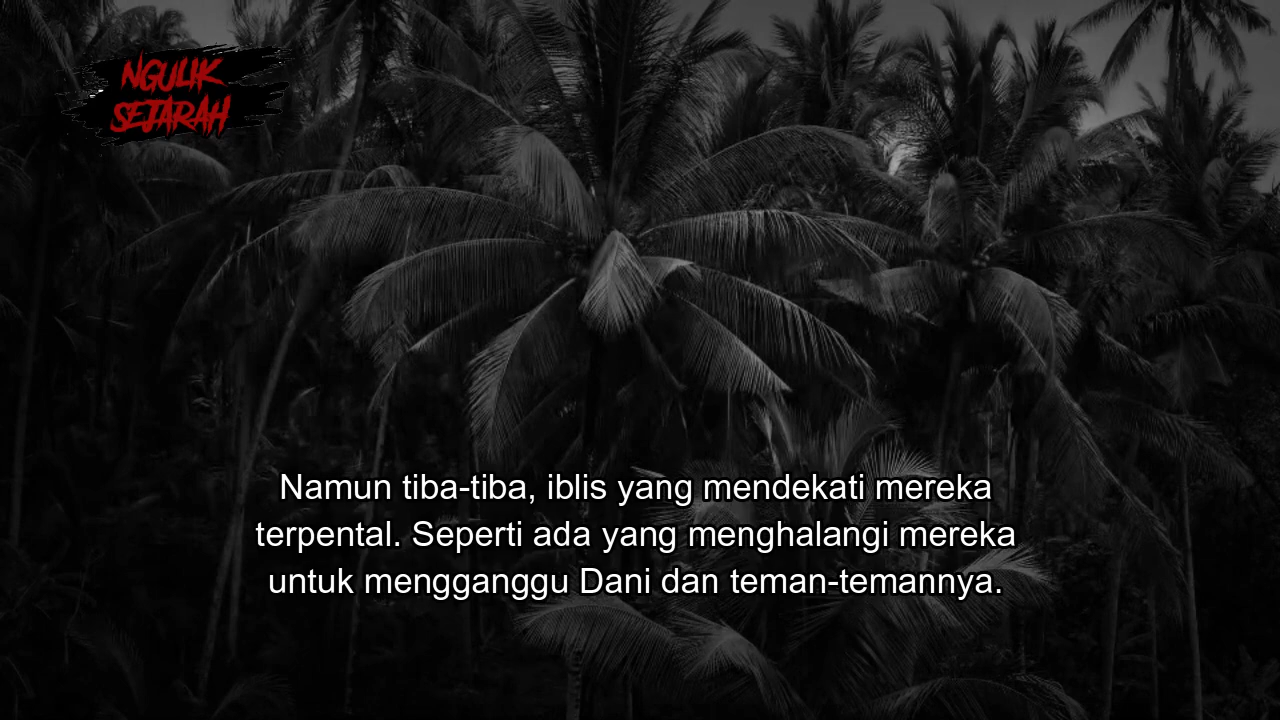 NGULIK
SEJARAH
Namun tiba-tiba, iblis yang mendekati mereka
terpental. Seperti ada yang menghalangi mereka
untuk mengganggu Dani dan teman-temannya.